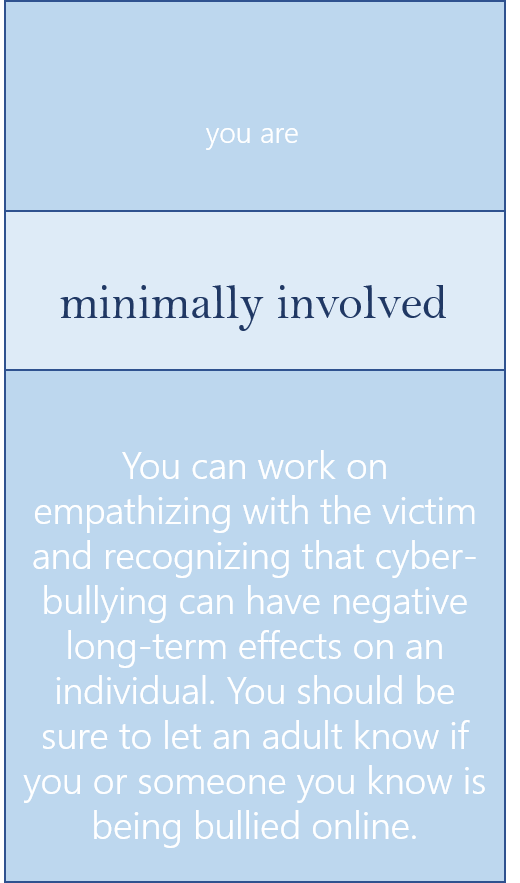 you are
minimally involved
You can work on
empathizing with the victim
and recognizing that cyber-
bullying can have negative
long-term effects on an
individual. You should be
sure to let an adult know if
you or someone you know is
being bullied online.